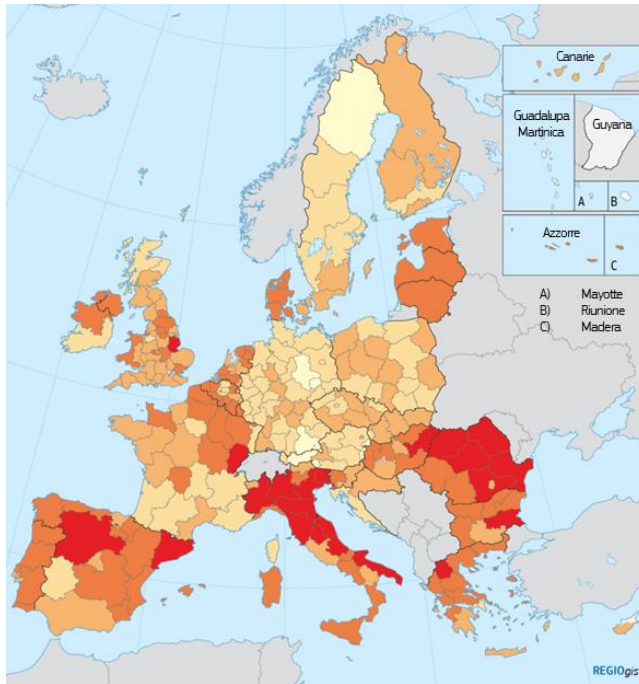 Canarie
Guadalupa
Martinica
Guyana
A
B
Azzorre
C
A) Mayotte
B) Riunione
C) Madera
REGIOgis